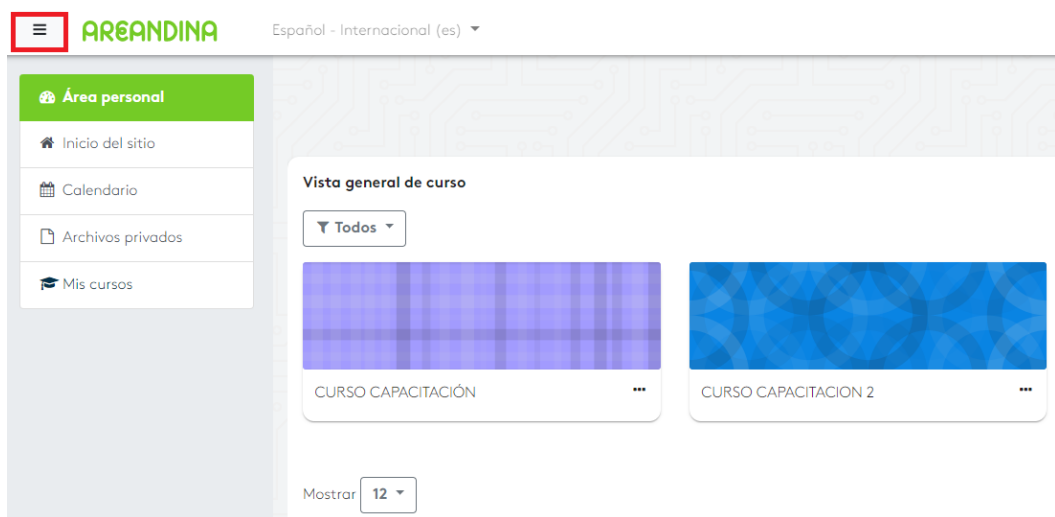 AREANDINA
Español - Internacional (es)
Área personal
Inicio del sitio
Calendario
Archivos privados
Mis cursos
Vista general de curso
Todos
CURSO CAPACITACIÓN
CURSO CAPACITACION 2
Mostrar 12